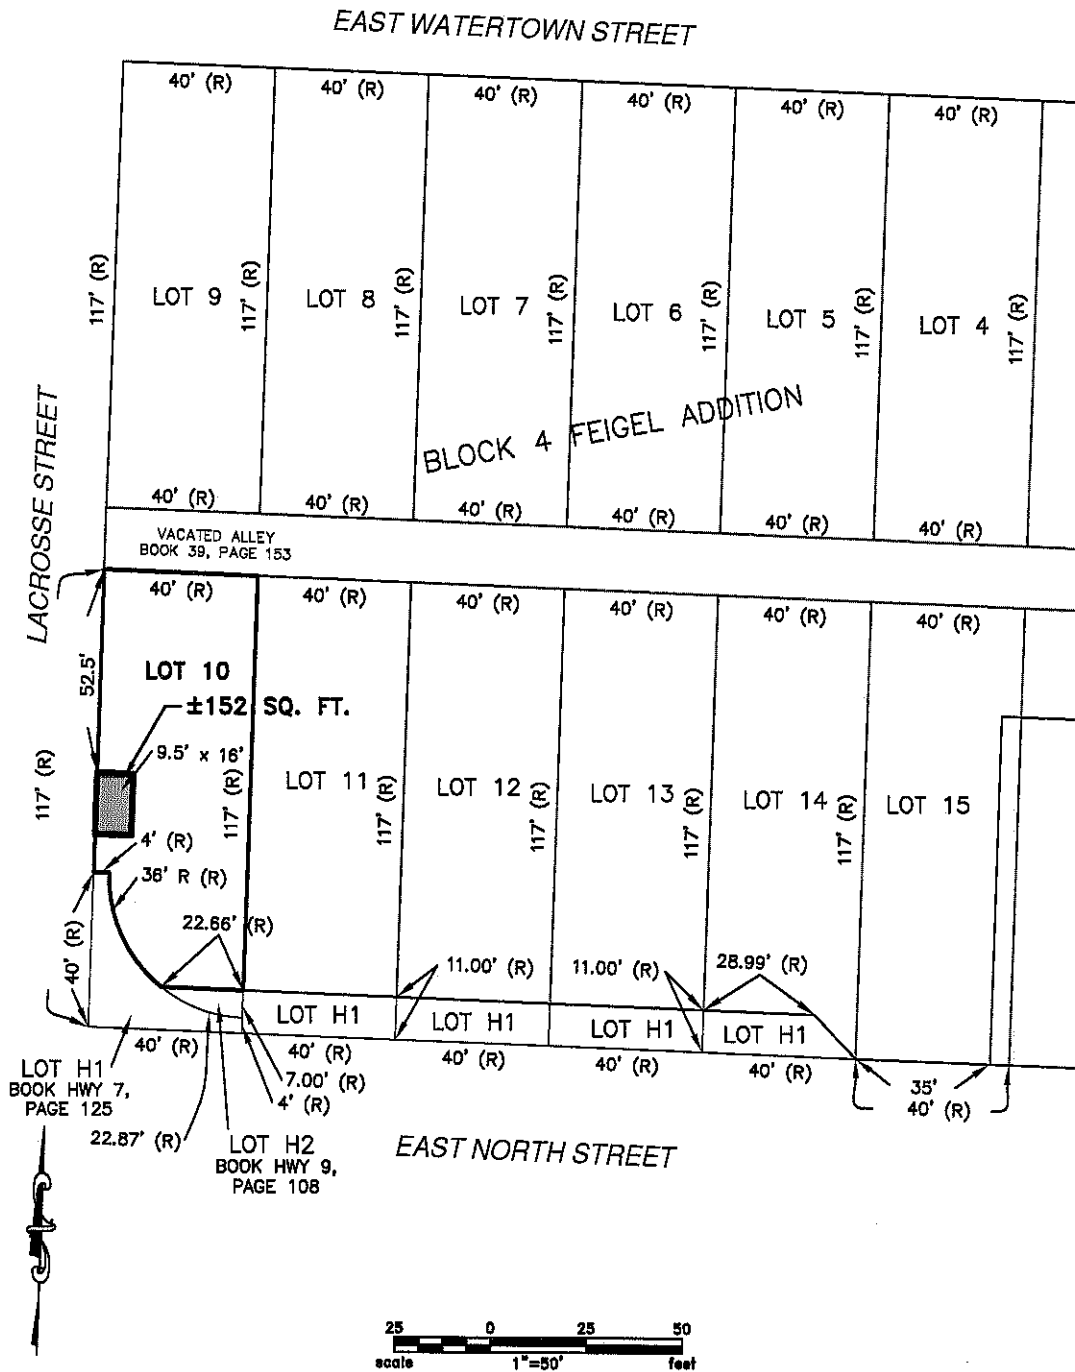 EAST WATERTOWN STREET
40' (R)
40' (R)
40' (R)
40' (R)
40' (R)
40' (R)
117' (R)
LOT 9
117' (R)
LOT 8
117' (R)
LOT 7
117' (R)
LOT 6
117' (R)
LOT 5
117' (R)
LOT 4
117' (R)
BLOCK 4 FEIGEL ADDITION
LACROSSE STREET
40' (R)
40' (R)
40' (R)
40' (R)
40' (R)
40' (R)
VACATED ALLEY
BOOK 39, PAGE 153
40' (R)
40' (R)
40' (R)
40' (R)
40' (R)
40' (R)
52.5'
LOT 10
±152 SQ. FT.
9.5' x 16'
117' (R)
117' (R)
LOT 11
117' (R)
LOT 12
117' (R)
LOT 13
117' (R)
LOT 14
117' (R)
LOT 15
4' (R)
36' R (R)
22.66' (R)
40' (R)
11.00' (R)
11.00' (R)
28.99' (R)
LOT H1
LOT H1
LOT H1
LOT H1
40' (R)
40' (R)
40' (R)
40' (R)
40' (R)
LOT H1
BOOK HWY 7,
PAGE 125
7.00' (R)
4' (R)
35'
40' (R)
22.87' (R)
LOT H2
BOOK HWY 9,
PAGE 108
EAST NORTH STREET
25 0 25 50
scale 1"=50' feet